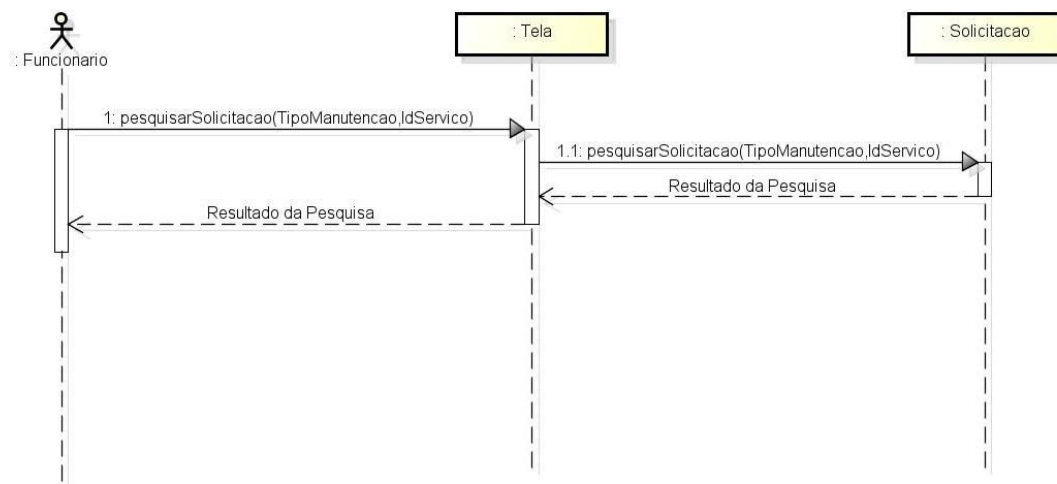 : Funcionario
: Tela
: Solicitacao
1: pesquisarSolicitacao(TipoManutencao,IdServico)
1.1: pesquisarSolicitacao(TipoManutencao,IdServico)
Resultado da Pesquisa
Resultado da Pesquisa